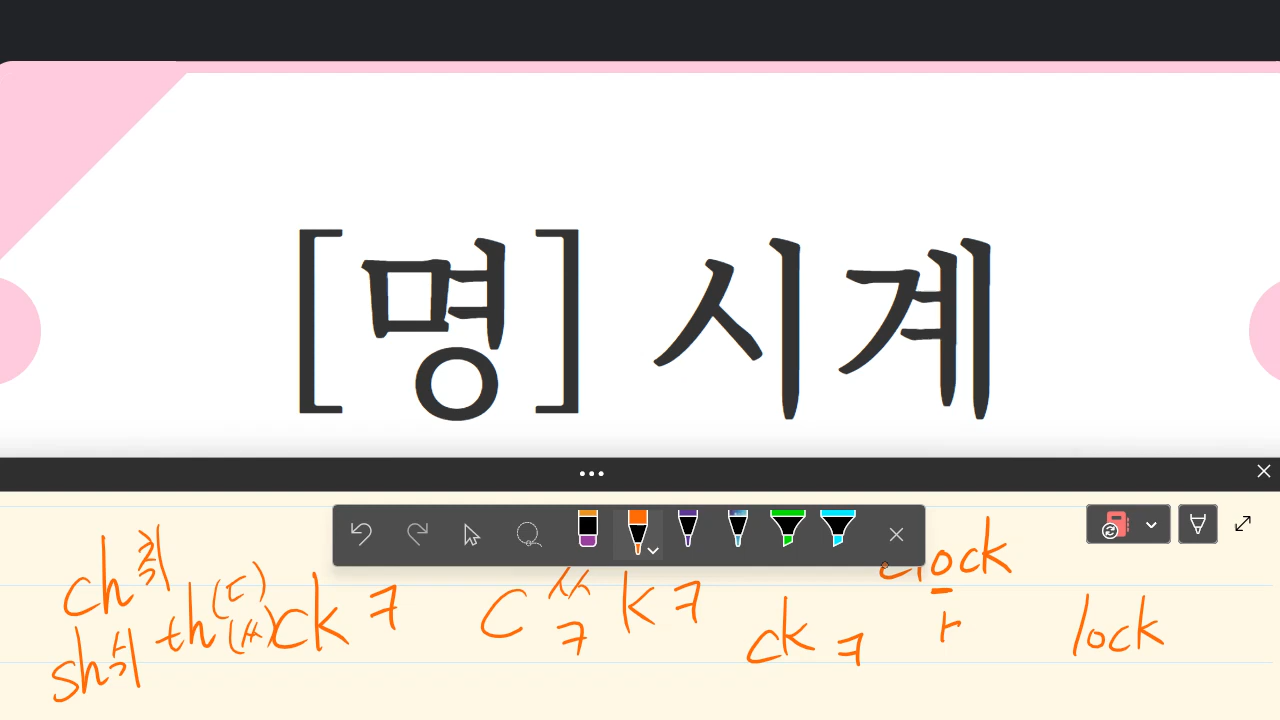 [명] 시계
ch 취
sh 쉬
th (ㄷ) (ㅆ)
ck ㅋ
c ㅆ ㅋ
k ㅋ
ck ㅋ
clock
ㅏ
lock